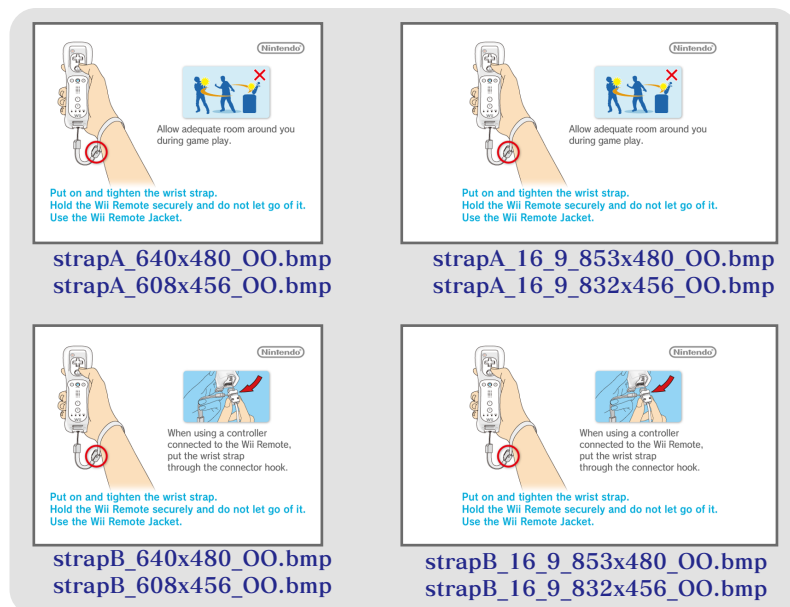 Nintendo
Allow adequate room around you
during game play.
Put on and tighten the wrist strap.
Hold the Wii Remote securely and do not let go of it.
Use the Wii Remote Jacket.
strapA_640x480_OO.bmp
strapA_608x456_OO.bmp
Nintendo
Allow adequate room around you
during game play.
Put on and tighten the wrist strap.
Hold the Wii Remote securely and do not let go of it.
Use the Wii Remote Jacket.
strapA_16_9_853x480_OO.bmp
strapA_16_9_832x456_OO.bmp
Nintendo
When using a controller
connected to the Wii Remote,
put the wrist strap
through the connector hook.
Put on and tighten the wrist strap.
Hold the Wii Remote securely and do not let go of it.
Use the Wii Remote Jacket.
strapB_640x480_OO.bmp
strapB_608x456_OO.bmp
Nintendo
When using a controller
connected to the Wii Remote,
put the wrist strap
through the connector hook.
Put on and tighten the wrist strap.
Hold the Wii Remote securely and do not let go of it.
Use the Wii Remote Jacket.
strapB_16_9_853x480_OO.bmp
strapB_16_9_832x456_OO.bmp